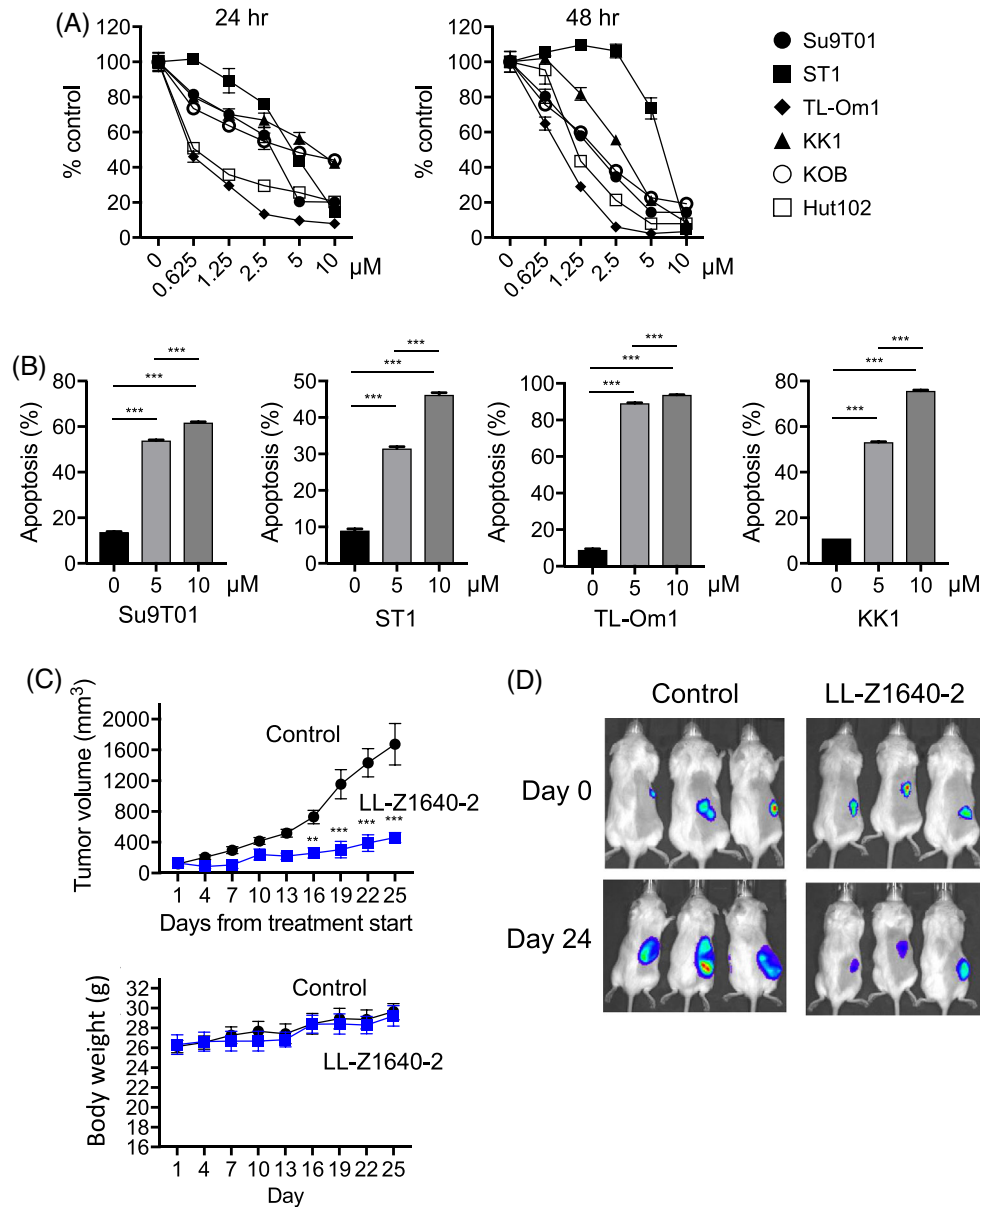 (A)
24 hr
48 hr
% control
120
100
80
60
40
20
0
0
0.625
1.25
2.5
5
10
µM
% control
120
100
80
60
40
20
0
0
0.625
1.25
2.5
5
10
µM
Su9T01
ST1
TL-Om1
KK1
KOB
Hut102
(B)
Apoptosis (%)
80
60
40
20
0
***
***
***
0 5 10 µM
Su9T01
Apoptosis (%)
50
40
30
20
10
0
***
***
***
0 5 10 µM
ST1
Apoptosis (%)
100
80
60
40
20
0
***
***
***
0 5 10 µM
TL-Om1
Apoptosis (%)
80
60
40
20
0
***
***
***
0 5 10 µM
KK1
(C)
Tumor volume (mm³)
2000
1600
1200
800
400
0
Control
LL-Z1640-2
** *** *** ***
1 4 7 10 13 16 19 22 25
Days from treatment start
Body weight (g)
32
30
28
26
24
22
20
18
16
Control
LL-Z1640-2
1 4 7 10 13 16 19 22 25
Day
(D)
Control
LL-Z1640-2
Day 0
Day 24